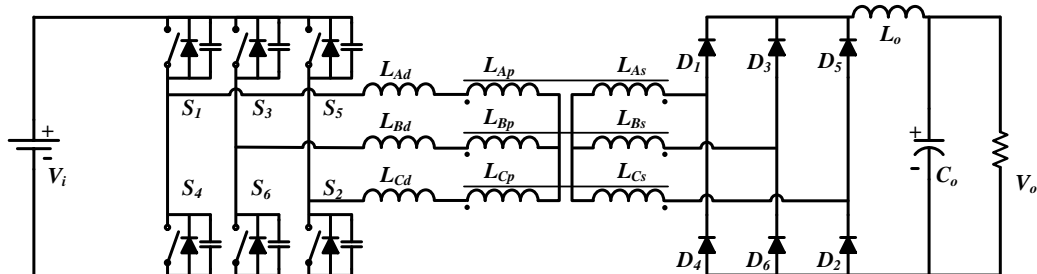 L_o
L_Ad L_Ap L_As
D_1 D_3 D_5
S_1 S_3 S_5
+
V_i
-
L_Bd L_Bp L_Bs
+
-
C_o
V_o
L_Cd L_Cp L_Cs
S_4 S_6 S_2
D_4 D_6 D_2